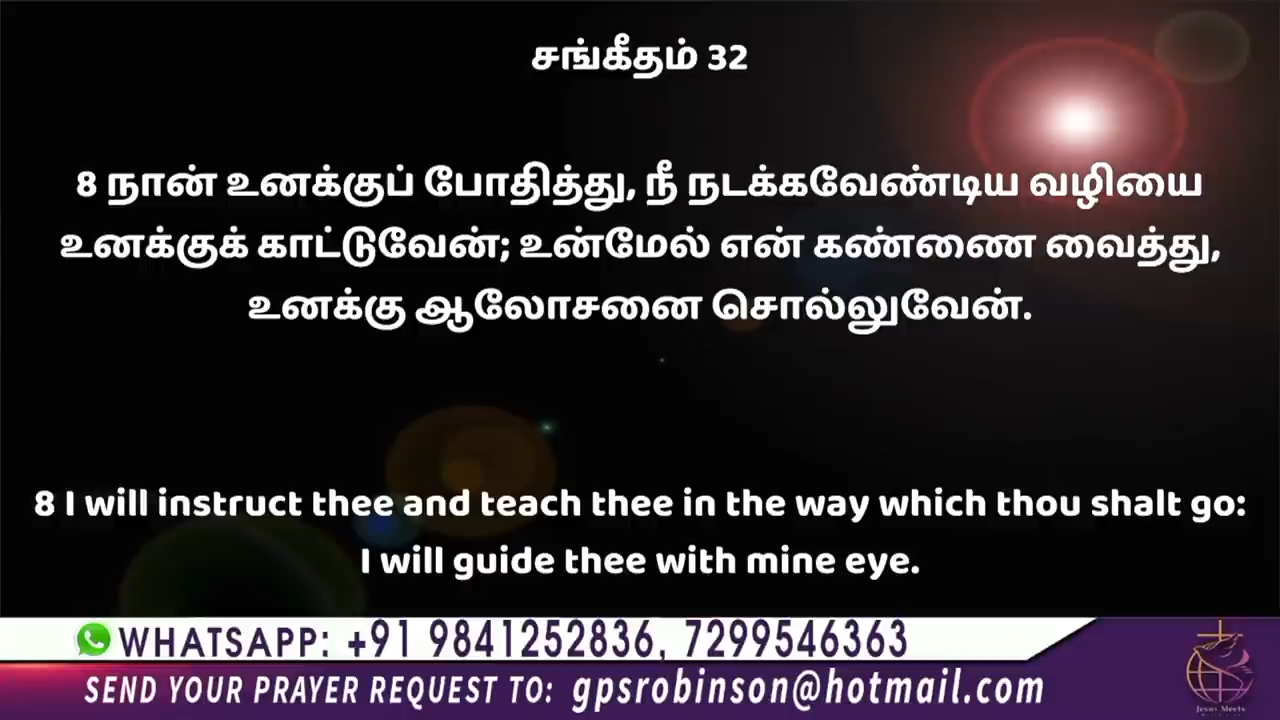 சங்கீதம் 32
8 நான் உனக்குப் போதித்து, நீ நடக்கவேண்டிய வழியை
உனக்குக் காட்டுவேன்; உன்மேல் என் கண்ணை வைத்து,
உனக்கு ஆலோசனை சொல்லுவேன்.
8 I will instruct thee and teach thee in the way which thou shalt go:
I will guide thee with mine eye.
WHATSAPP: +91 9841252836, 7299546363
SEND YOUR PRAYER REQUEST TO: gpsrobinson@hotmail.com
Jesus Meets